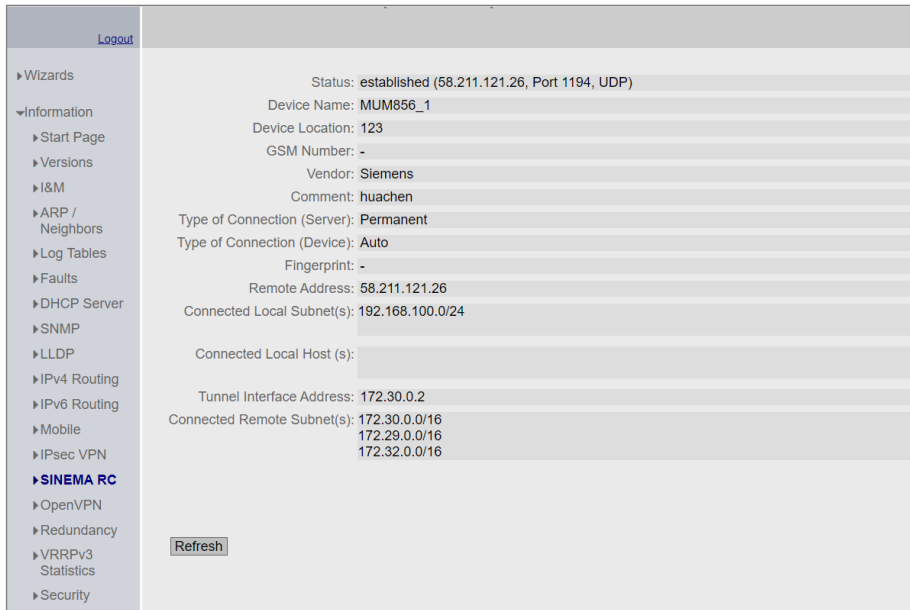 Logout
Wizards
Information
Start Page
Versions
I&M
ARP /
Neighbors
Log Tables
Faults
DHCP Server
SNMP
LLDP
IPv4 Routing
IPv6 Routing
Mobile
IPsec VPN
SINEMA RC
OpenVPN
Redundancy
VRRPv3
Statistics
Security
Status: established (58.211.121.26, Port 1194, UDP)
Device Name: MUM856_1
Device Location: 123
GSM Number: -
Vendor: Siemens
Comment: huachen
Type of Connection (Server): Permanent
Type of Connection (Device): Auto
Fingerprint: -
Remote Address: 58.211.121.26
Connected Local Subnet(s): 192.168.100.0/24
Connected Local Host (s):
Tunnel Interface Address: 172.30.0.2
Connected Remote Subnet(s): 172.30.0.0/16
172.29.0.0/16
172.32.0.0/16
Refresh